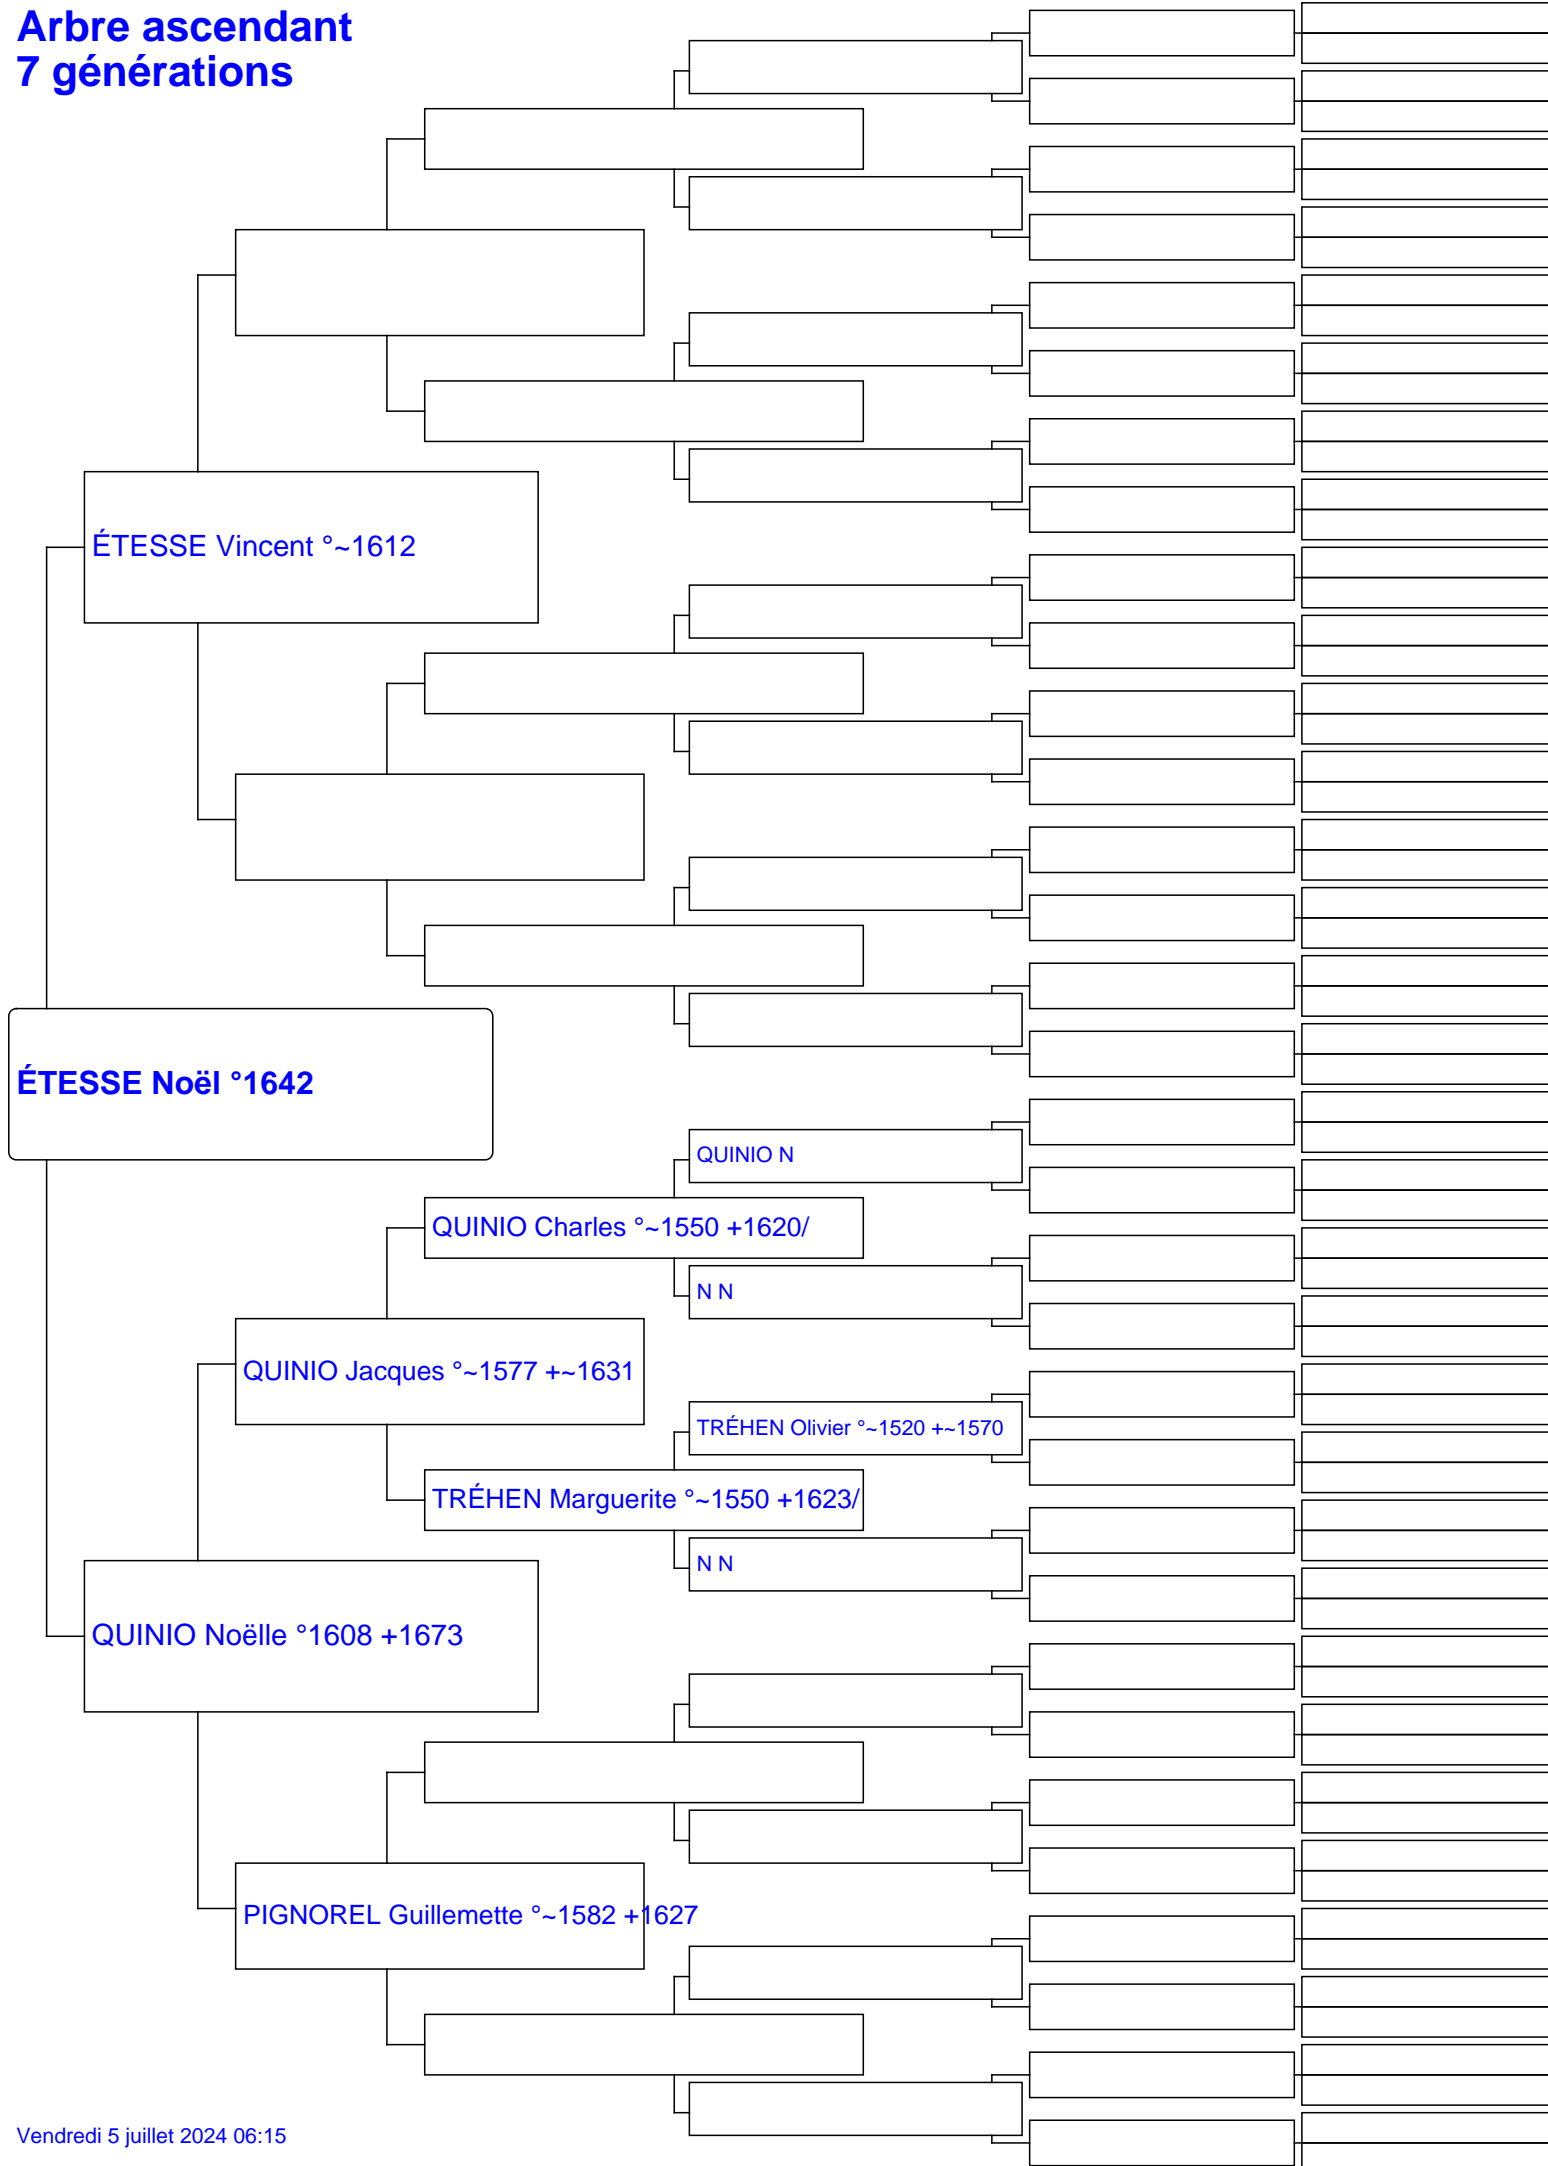 Arbre ascendant
7 générations
ÉTESSE Vincent °~1612
ÉTESSE Noël °1642
QUINIO N
QUINIO Charles °~1550 +1620/
N N
QUINIO Jacques °~1577 +~1631
TRÉHEN Olivier °~1520 +~1570
TRÉHEN Marguerite °~1550 +1623/
N N
QUINIO Noëlle °1608 +1673
PIGNOREL Guillemette °~1582 +1627
Vendredi 5 juillet 2024 06:15